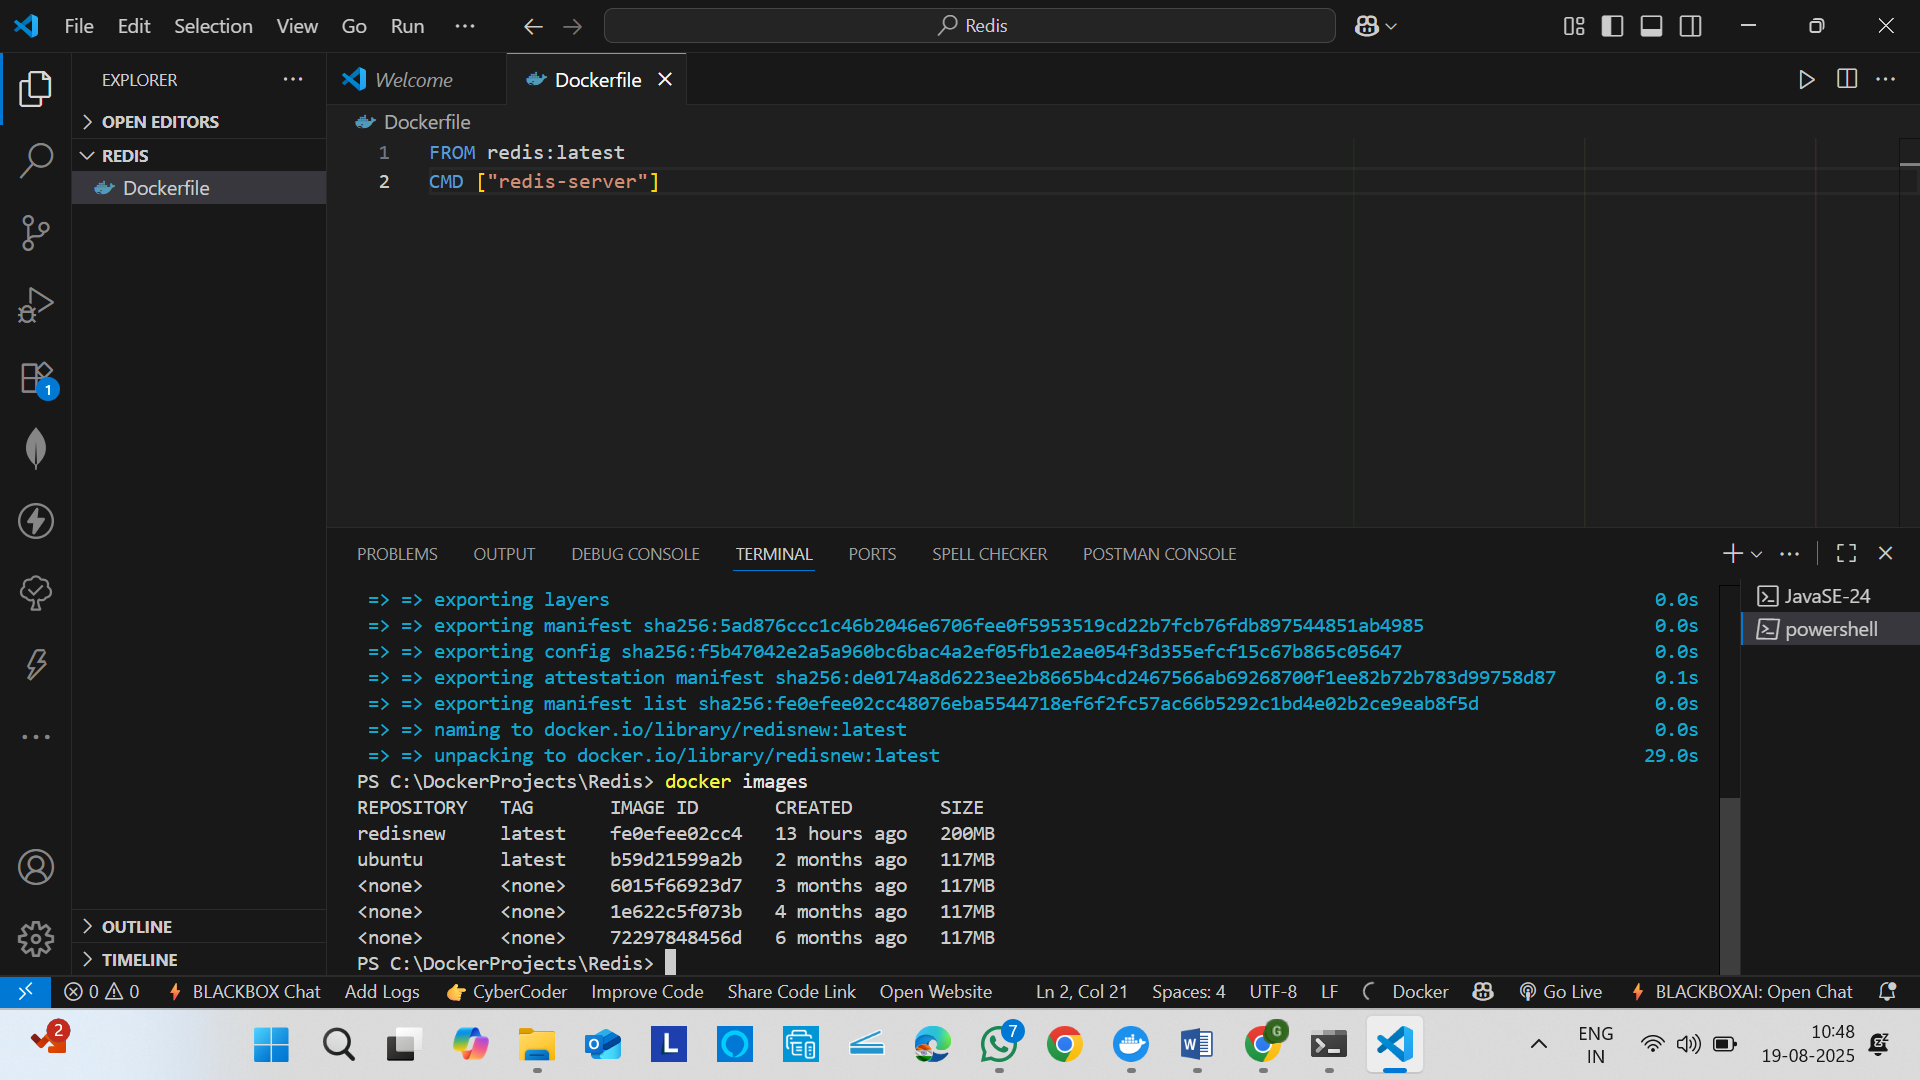 File Edit Selection View Go Run ···
Redis
EXPLORER
OPEN EDITORS
REDIS
Dockerfile
1
Welcome
Dockerfile
Dockerfile
1 FROM redis:latest
2 CMD ["redis-server"]
PROBLEMS OUTPUT DEBUG CONSOLE TERMINAL PORTS SPELL CHECKER POSTMAN CONSOLE
=> => exporting layers 0.0s
=> => exporting manifest sha256:5ad876ccc1c46b2046e6706fee0f5953519cd22b7fcb76fdb897544851ab4985 0.0s
=> => exporting config sha256:f5b47042e2a5a960bc6bac4a2ef05fb1e2ae054f3d355efcf15c67b865c05647 0.0s
=> => exporting attestation manifest sha256:de0174a8d6223ee2b8665b4cd2467566ab69268700f1ee82b72b783d99758d87 0.1s
=> => exporting manifest list sha256:fe0efee02cc48076eba5544718ef6f2fc57ac66b5292c1bd4e02b2ce9eab8f5d 0.0s
=> => naming to docker.io/library/redisnew:latest 0.0s
=> => unpacking to docker.io/library/redisnew:latest 29.0s
PS C:\DockerProjects\Redis> docker images
REPOSITORY TAG IMAGE ID CREATED SIZE
redisnew latest fe0efee02cc4 13 hours ago 200MB
ubuntu latest b59d21599a2b 2 months ago 117MB
<none> <none> 6015f66923d7 3 months ago 117MB
<none> <none> 1e622c5f073b 4 months ago 117MB
<none> <none> 72297848456d 6 months ago 117MB
PS C:\DockerProjects\Redis>
JavaSE-24
powershell
OUTLINE
TIMELINE
0 0 BLACKBOX Chat Add Logs CyberCoder Improve Code Share Code Link Open Website Ln 2, Col 21 Spaces: 4 UTF-8 LF Docker Go Live BLACKBOXAI: Open Chat
2
L
7
G
ENG
IN
10:48
19-08-2025